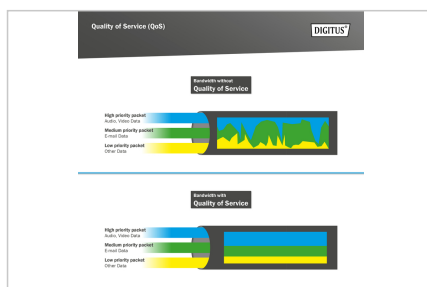 Quality of Service (QoS)
DIGITUS®
Bandwidth without
Quality of Service
High priority packet
Audio, Video Data
Medium priority packet
E-mail Data
Low priority packet
Other Data
Bandwidth with
Quality of Service
High priority packet
Audio, Video Data
Medium priority packet
E-mail Data
Low priority packet
Other Data